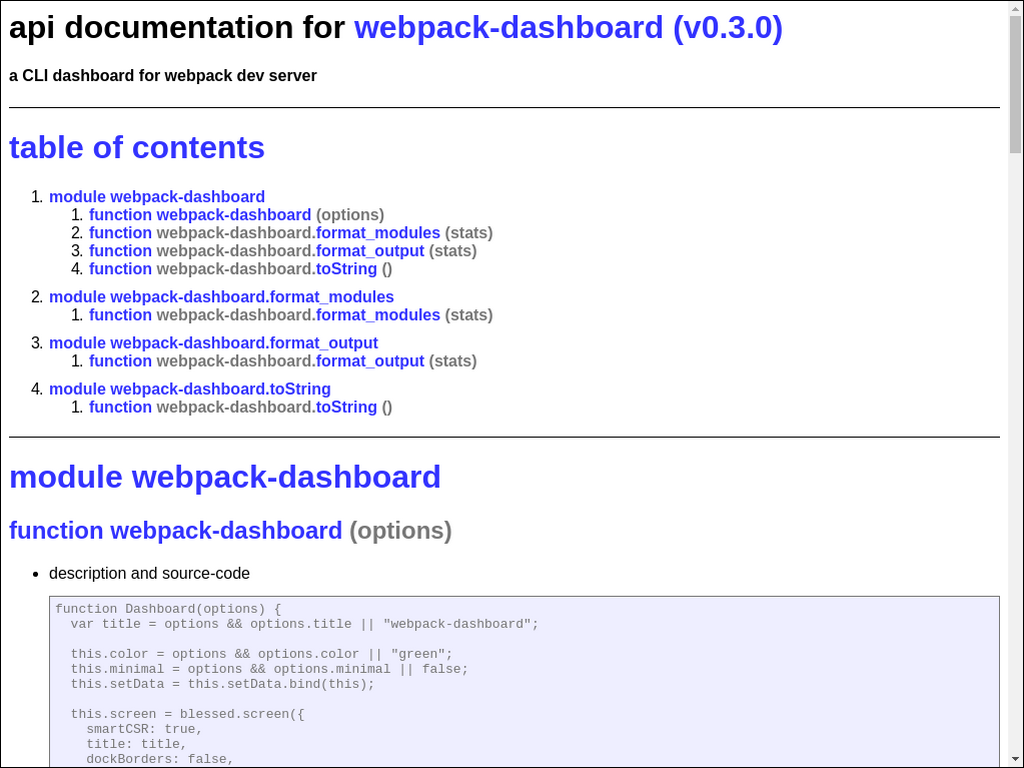 api documentation for webpack-dashboard (v0.3.0)
a CLI dashboard for webpack dev server
table of contents
1. module webpack-dashboard
1. function webpack-dashboard (options)
2. function webpack-dashboard.format_modules (stats)
3. function webpack-dashboard.format_output (stats)
4. function webpack-dashboard.toString ()
2. module webpack-dashboard.format_modules
1. function webpack-dashboard.format_modules (stats)
3. module webpack-dashboard.format_output
1. function webpack-dashboard.format_output (stats)
4. module webpack-dashboard.toString
1. function webpack-dashboard.toString ()
module webpack-dashboard
function webpack-dashboard (options)
• description and source-code
function Dashboard(options) {
  var title = options && options.title || "webpack-dashboard";
  this.color = options && options.color || "green";
  this.minimal = options && options.minimal || false;
  this.setData = this.setData.bind(this);
  this.screen = blessed.screen({
    smartCSR: true,
    title: title,
    dockBorders: false,